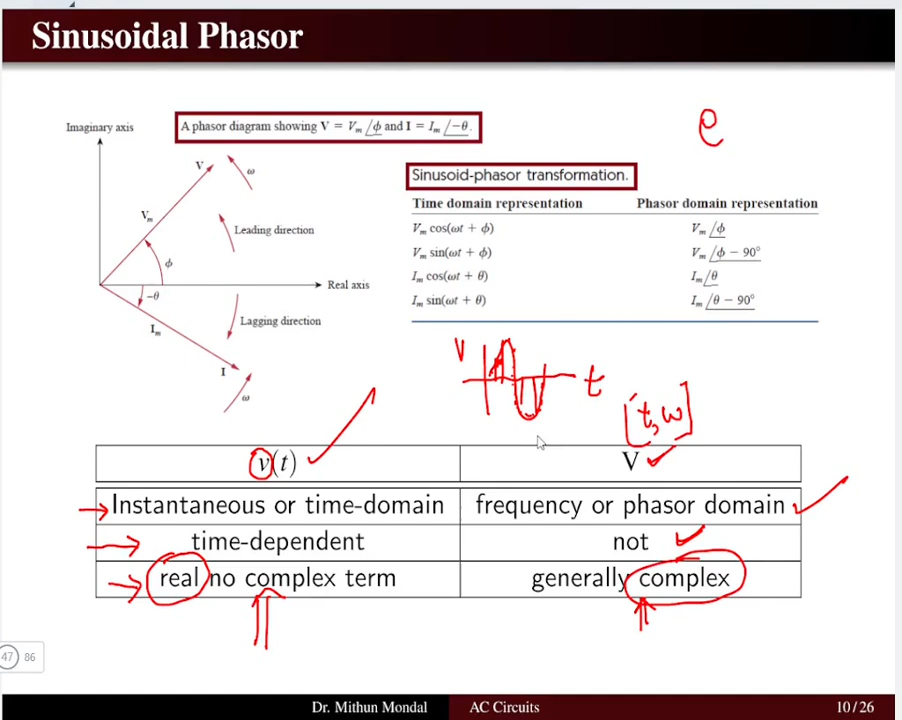 Sinusoidal Phasor
A phasor diagram showing V = Vₘ ∠ϕ and I = Iₘ ∠−θ.
Imaginary axis
e
V
ω
Sinusoid-phasor transformation.
Time domain representation Phasor domain representation
Vₘ
Leading direction
Vₘ cos(ωt + ϕ) Vₘ ∠ϕ
Vₘ sin(ωt + ϕ) Vₘ ∠ϕ − 90°
ϕ
Iₘ cos(ωt + θ) Iₘ ∠θ
Real axis
−θ
Iₘ sin(ωt + θ) Iₘ ∠θ − 90°
Iₘ
Lagging direction
I
ω
V
t
[t, ω]
v(t) V
Instantaneous or time-domain frequency or phasor domain
time-dependent not
real no complex term generally complex
47 86
Dr. Mithun Mondal AC Circuits 10 / 26